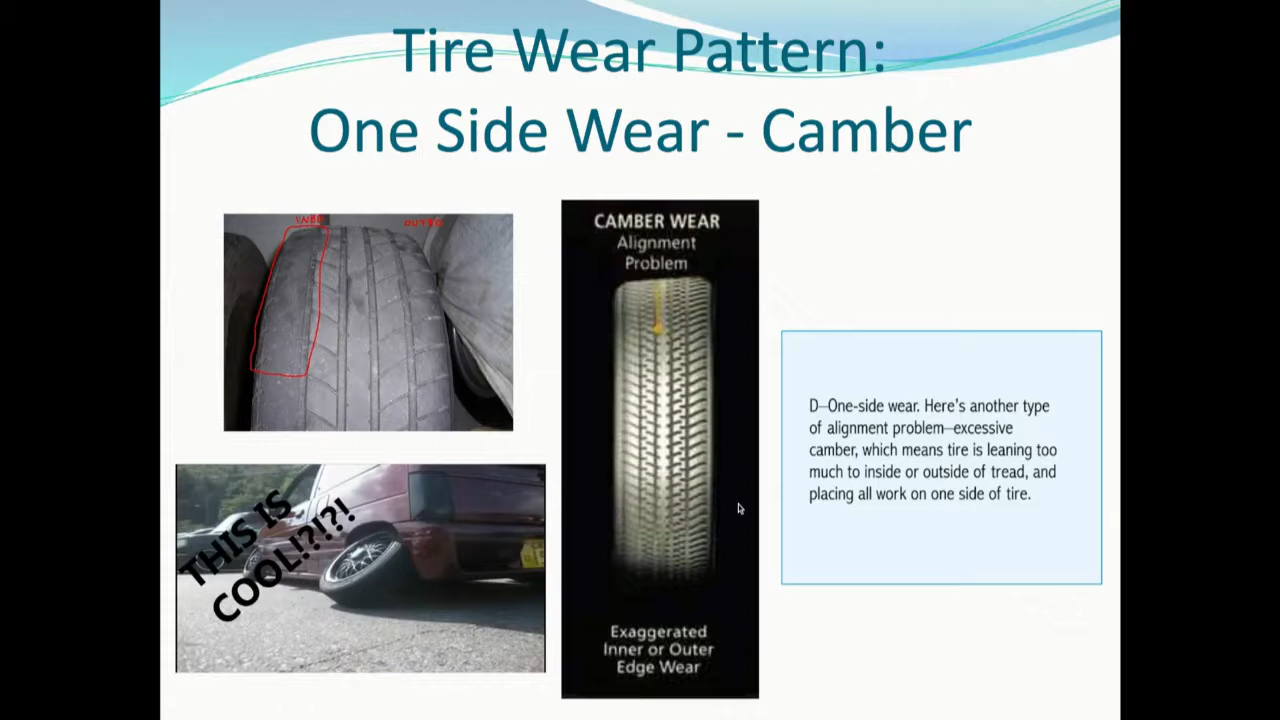 Tire Wear Pattern:
One Side Wear - Camber
INNER
OUTER
CAMBER WEAR
Alignment
Problem
Exaggerated
Inner or Outer
Edge Wear
THIS IS
COOL!?!?!
D—One-side wear. Here's another type
of alignment problem—excessive
camber, which means tire is leaning too
much to inside or outside of tread, and
placing all work on one side of tire.